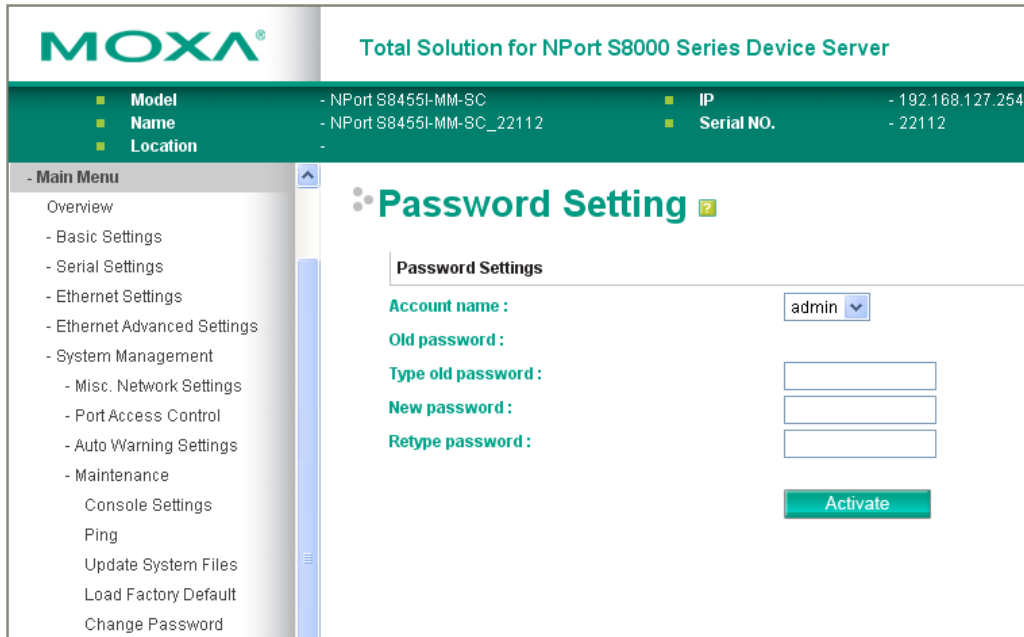 MOXA®
Total Solution for NPort S8000 Series Device Server
Model - NPort S8455I-MM-SC IP - 192.168.127.254
Name - NPort S8455I-MM-SC_22112 Serial NO. - 22112
Location -
- Main Menu
Overview
- Basic Settings
- Serial Settings
- Ethernet Settings
- Ethernet Advanced Settings
- System Management
- Misc. Network Settings
- Port Access Control
- Auto Warning Settings
- Maintenance
Console Settings
Ping
Update System Files
Load Factory Default
Change Password
Password Setting ?
Password Settings
Account name : admin
Old password :
Type old password :
New password :
Retype password :
Activate